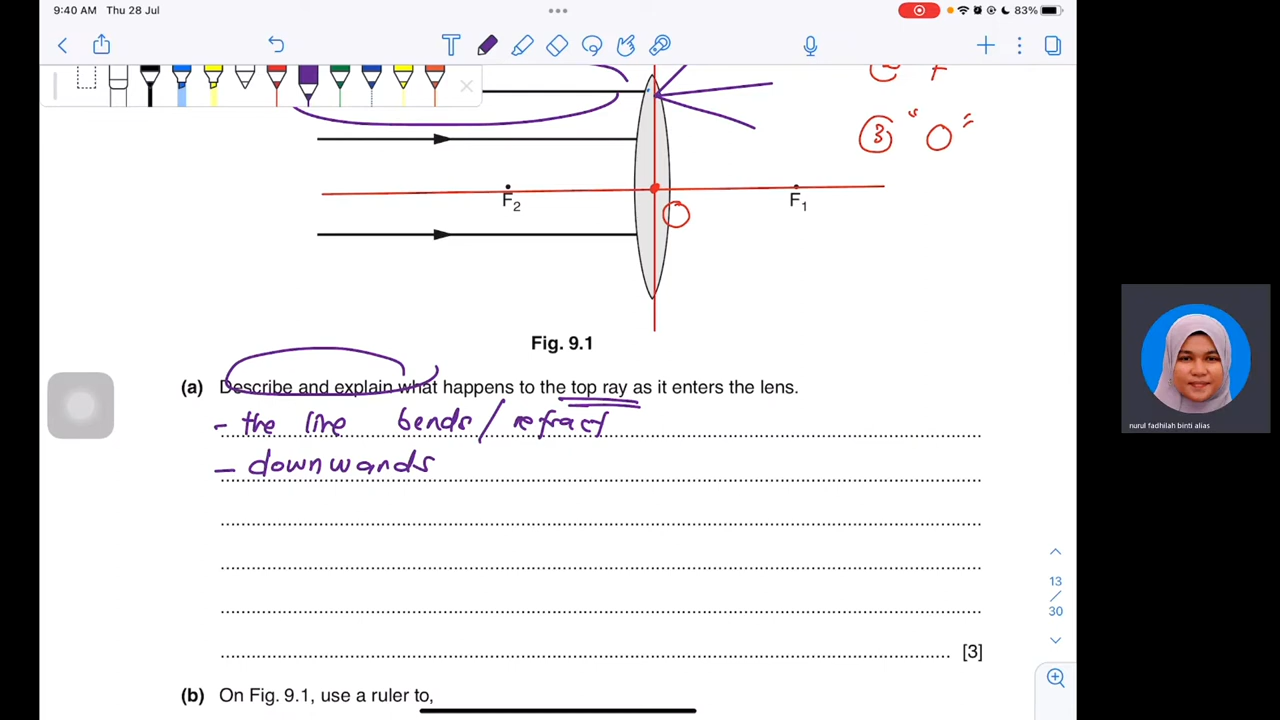 9:40 AM Thu 28 Jul
83%
T
F
3 "O"
F2
F1
O
Fig. 9.1
(a) Describe and explain what happens to the top ray as it enters the lens.
- the line bends/refract
- downwards
[3]
13
/
30
(b) On Fig. 9.1, use a ruler to,
nurul fadhilah binti alias